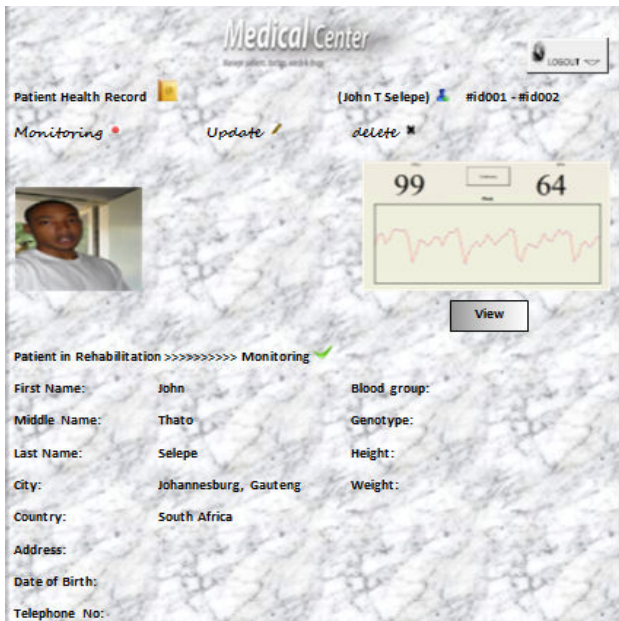 Medical Center
LOGOUT
Patient Health Record
(John T Selepe) #id001 - #id002
Monitoring Update delete
99 64
View
Patient in Rehabilitation >>>>>>>>>> Monitoring
First Name: John Blood group:
Middle Name: Thato Genotype:
Last Name: Selepe Height:
City: Johannesburg, Gauteng Weight:
Country: South Africa
Address:
Date of Birth:
Telephone No: